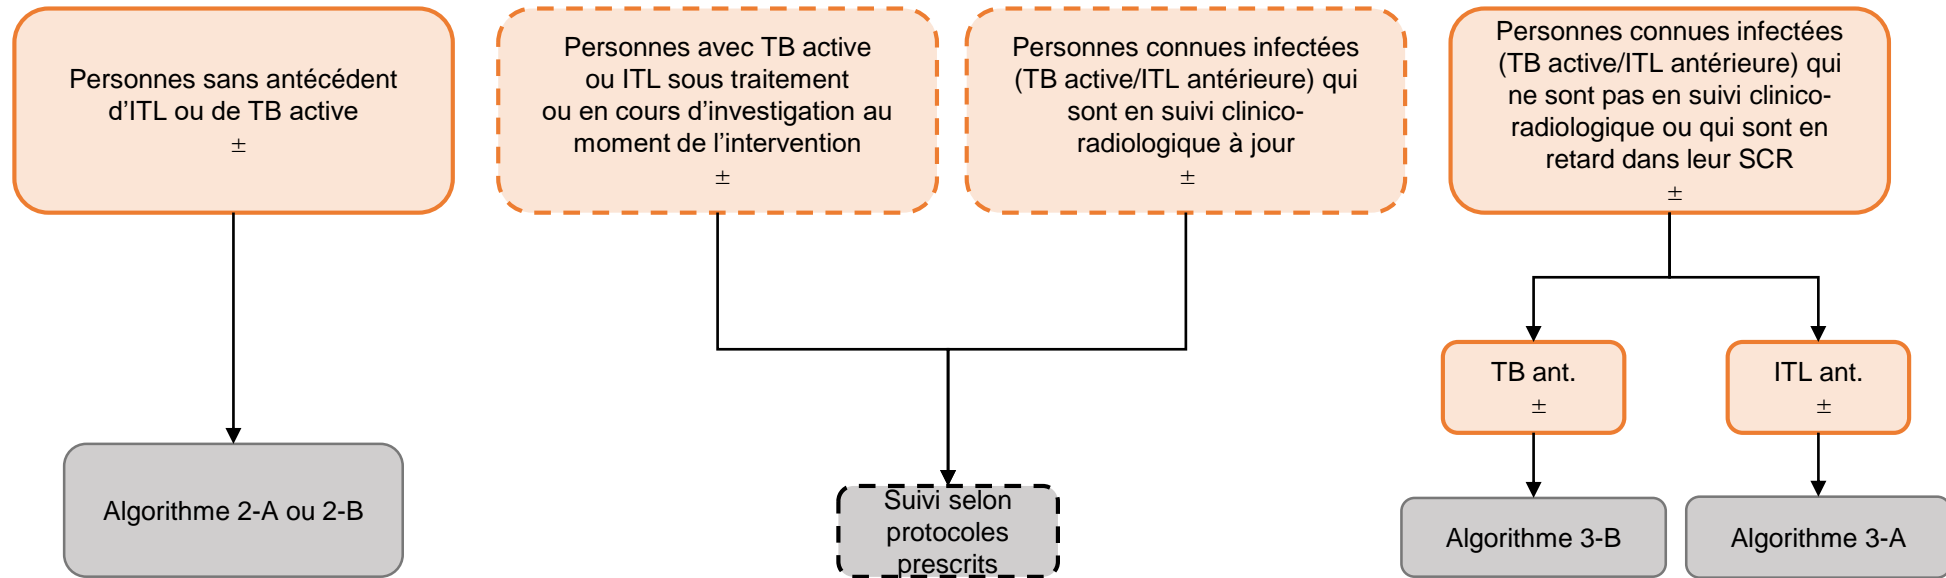 Personnes sans antécédent
d’ITL ou de TB active
±
Personnes avec TB active
ou ITL sous traitement
ou en cours d’investigation au
moment de l’intervention
±
Personnes connues infectées
(TB active/ITL antérieure) qui
sont en suivi clinico-
radiologique à jour
±
Personnes connues infectées
(TB active/ITL antérieure) qui
ne sont pas en suivi clinico-
radiologique ou qui sont en
retard dans leur SCR
±
TB ant.
±
ITL ant.
±
Algorithme 2-A ou 2-B
Suivi selon
protocoles
prescrits
Algorithme 3-B
Algorithme 3-A